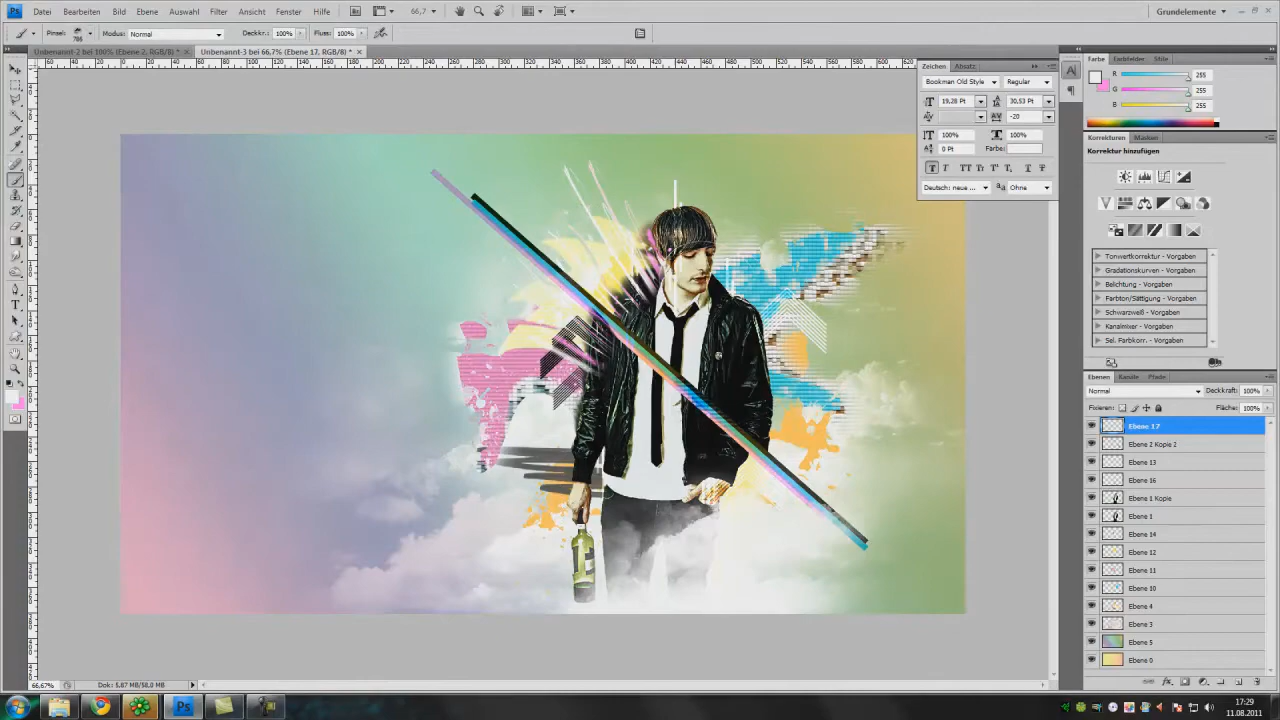 Ps Datei Bearbeiten Bild Ebene Auswahl Filter Ansicht Fenster Hilfe 66,7 Grundelemente
Pinsel: 706 Modus: Normal Deckkr.: 100% Fluss: 100%
Unbenannt-2 bei 100% (Ebene 2, RGB/8) * Unbenannt-3 bei 66,7% (Ebene 17, RGB/8) *
Zeichen Absatz
Bookman Old Style Regular
19,28 Pt 30,53 Pt
-20
100% 100%
0 Pt Farbe:
Deutsch: neue ... Ohne
Farbe Farbfelder Stile
R 255
G 255
B 255
Korrekturen Masken
Korrektur hinzufügen
Tonwertkorrektur - Vorgaben
Gradationskurven - Vorgaben
Belichtung - Vorgaben
Farbton/Sättigung - Vorgaben
Schwarzweiß - Vorgaben
Kanalmixer - Vorgaben
Sel. Farbkorr. - Vorgaben
Ebenen Kanäle Pfade
Normal Deckkraft: 100%
Fixieren: Fläche: 100%
Ebene 17
Ebene 2 Kopie 2
Ebene 13
Ebene 16
Ebene 1 Kopie
Ebene 1
Ebene 14
Ebene 12
Ebene 11
Ebene 10
Ebene 4
Ebene 3
Ebene 5
Ebene 0
66,67% Dok: 5.87 MB/58.0 MB
Ps
17:29
11.08.2011